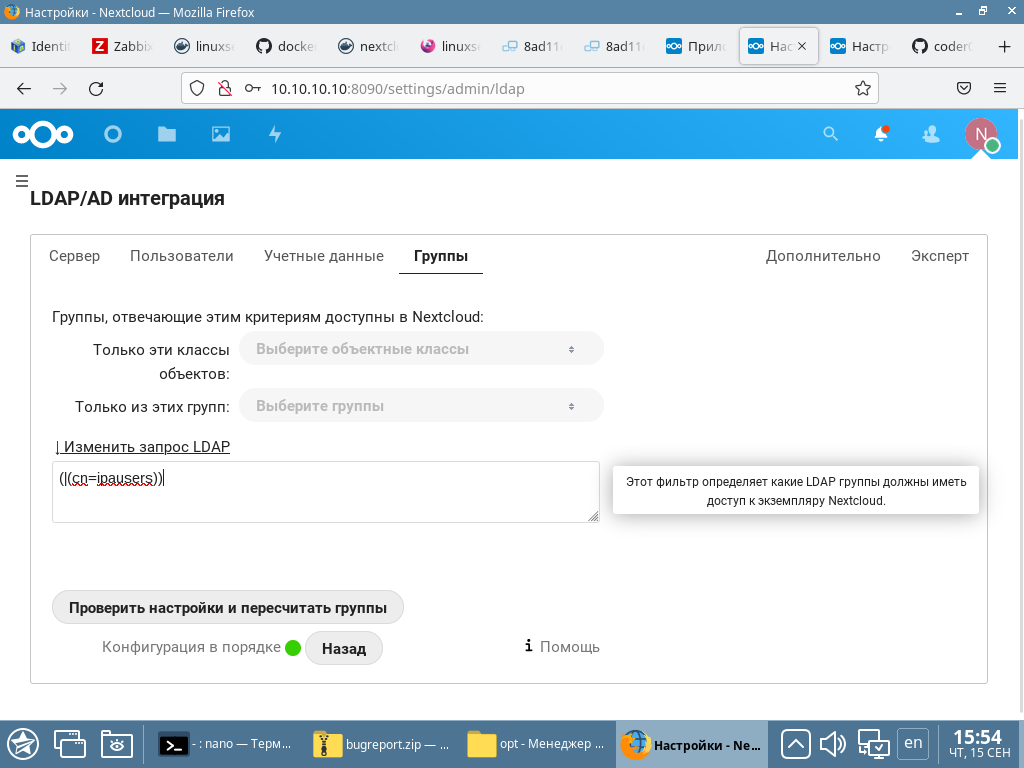 Настройки - Nextcloud — Mozilla Firefox
Identi
Zabbi
linuxse
docke
nextcl
linuxse
8ad11
8ad11
Прило
Нас
Настр
coder
10.10.10.10:8090/settings/admin/ldap
N
LDAP/AD интеграция
Сервер
Пользователи
Учетные данные
Группы
Дополнительно
Эксперт
Группы, отвечающие этим критериям доступны в Nextcloud:
Только эти классы
объектов:
Выберите объектные классы
Только из этих групп:
Выберите группы
↓ Изменить запрос LDAP
(|(cn=ipausers))
Этот фильтр определяет какие LDAP группы должны иметь
доступ к экземпляру Nextcloud.
Проверить настройки и пересчитать группы
Конфигурация в порядке
Назад
Помощь
- : nano — Терм...
bugreport.zip — ...
opt - Менеджер ...
Настройки - Ne...
en
15:54
ЧТ, 15 СЕН